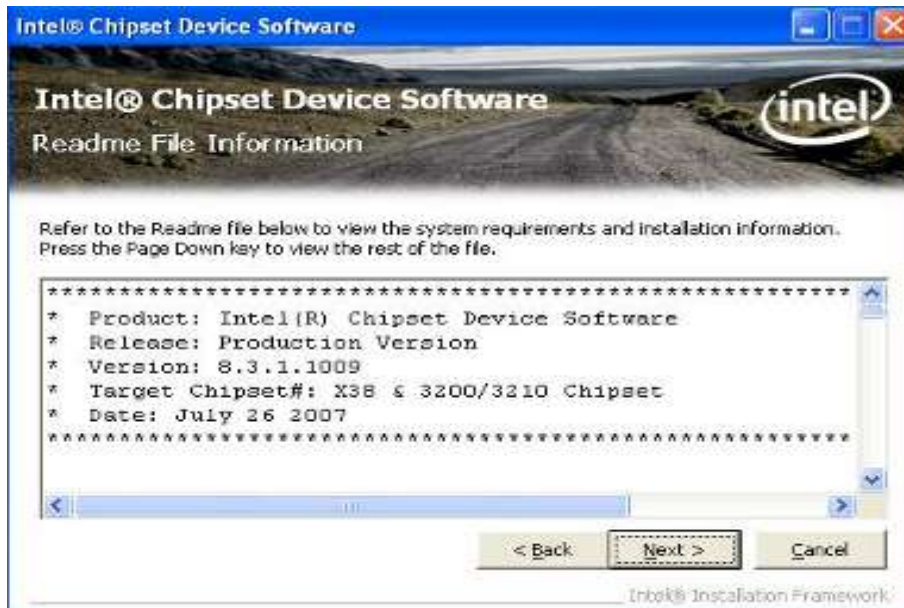 Intel® Chipset Device Software
Intel® Chipset Device Software
intel
Readme File Information
Refer to the Readme file below to view the system requirements and installation information.
Press the Page Down key to view the rest of the file.
*********************************************************
* Product: Intel(R) Chipset Device Software
* Release: Production Version
* Version: 8.3.1.1009
* Target Chipset#: X38 & 3200/3210 Chipset
* Date: July 26 2007
*********************************************************
< Back
Next >
Cancel
Intel® Installation Framework